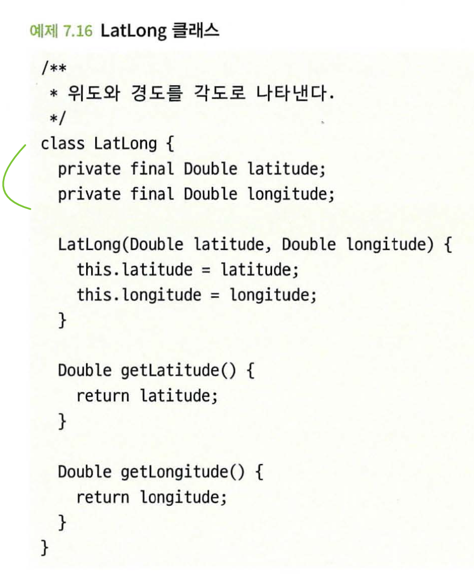 예제 7.16 LatLong 클래스
/**
 * 위도와 경도를 각도로 나타낸다.
 */
class LatLong {
  private final Double latitude;
  private final Double longitude;

  LatLong(Double latitude, Double longitude) {
    this.latitude = latitude;
    this.longitude = longitude;
  }

  Double getLatitude() {
    return latitude;
  }

  Double getLongitude() {
    return longitude;
  }
}